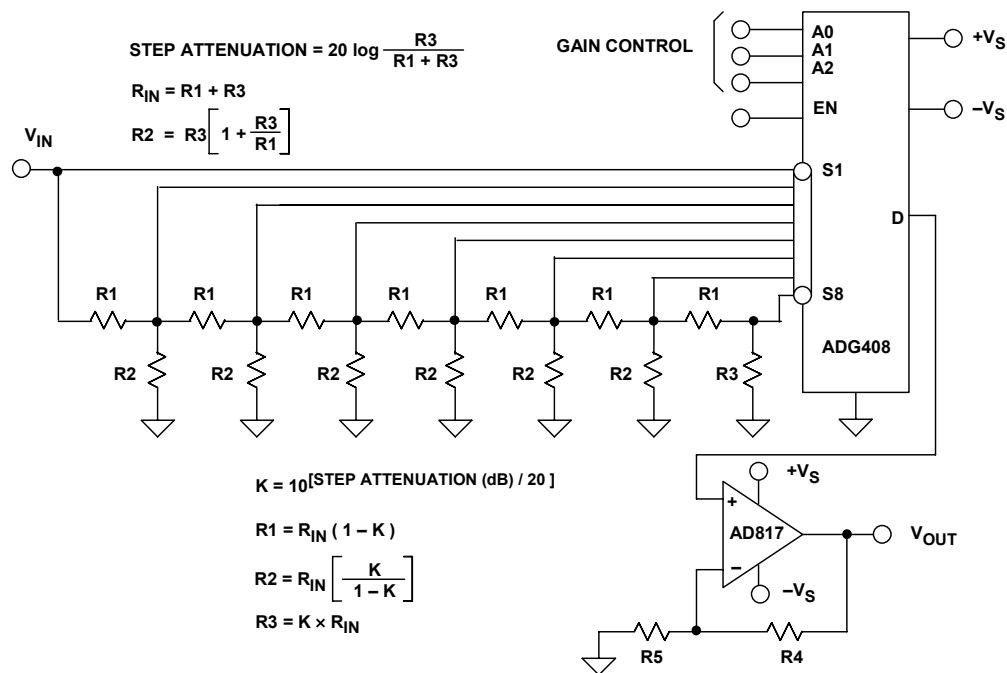 STEP ATTENUATION = 20 log R3 / R1 + R3
R_IN = R1 + R3
R2 = R3 [ 1 + R3 / R1 ]
GAIN CONTROL
A0
A1
A2
EN
+V_S
–V_S
V_IN
S1
D
R1 R1 R1 R1 R1 R1 R1
S8
R2 R2 R2 R2 R2 R2 R3
ADG408
K = 10^[STEP ATTENUATION (dB) / 20 ]
R1 = R_IN ( 1 – K )
R2 = R_IN [ K / 1 – K ]
R3 = K × R_IN
+V_S
+
AD817
–
–V_S
V_OUT
R5 R4